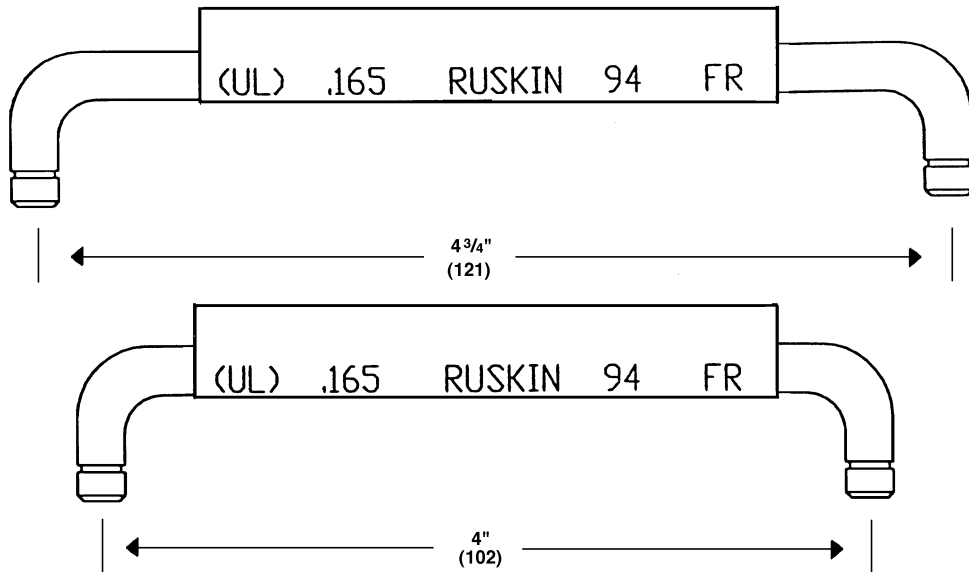 (UL) .165 RUSKIN 94 FR
4 3/4"
(121)
(UL) .165 RUSKIN 94 FR
4"
(102)